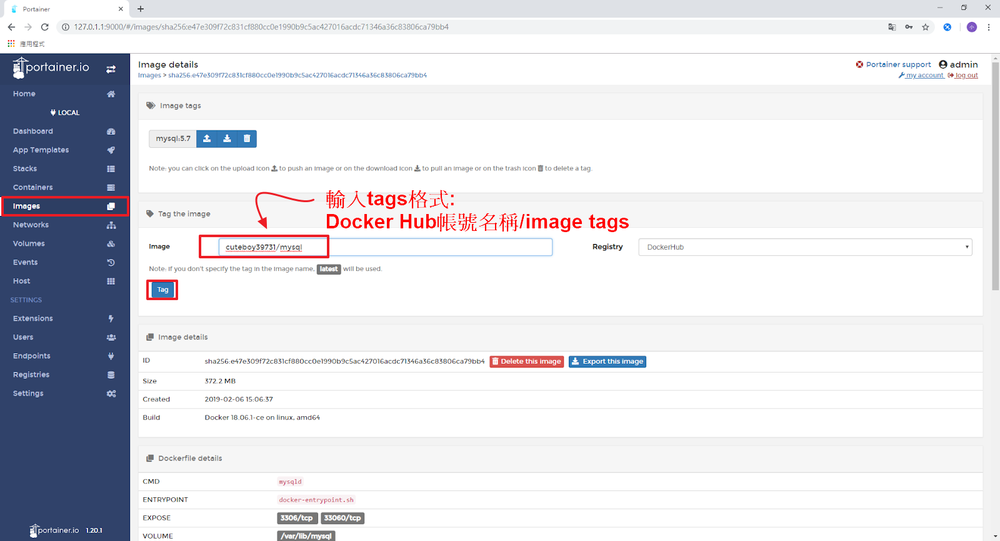 Portainer
127.0.1.1:9000/#/images/sha256:e47e309f72c831cf880cc0e1990b9c5ac427016acdc71346a36c83806ca79bb4
小
應用程式
portainer.io
Image details
Portainer support
admin
Images > sha256:e47e309f72c831cf880cc0e1990b9c5ac427016acdc71346a36c83806ca79bb4
my account
log out
Home
LOCAL
Dashboard
App Templates
Stacks
Containers
Images
Networks
Volumes
Events
Host
SETTINGS
Extensions
Users
Endpoints
Registries
Settings
portainer.io 1.20.1
Image tags
mysql:5.7
Note: you can click on the upload icon to push an image or on the download icon to pull an image or on the trash icon to delete a tag.
輸入tags格式:
Docker Hub帳號名稱/image tags
Tag the image
Image
cuteboy39731/mysql
Registry
DockerHub
Note: if you don't specify the tag in the image name, latest will be used.
Tag
Image details
ID sha256:e47e309f72c831cf880cc0e1990b9c5ac427016acdc71346a36c83806ca79bb4 Delete this image Export this image
Size 372.2 MB
Created 2019-02-06 15:06:37
Build Docker 18.06.1-ce on linux, amd64
Dockerfile details
CMD mysqld
ENTRYPOINT docker-entrypoint.sh
EXPOSE 3306/tcp 33060/tcp
VOLUME /var/lib/mysql